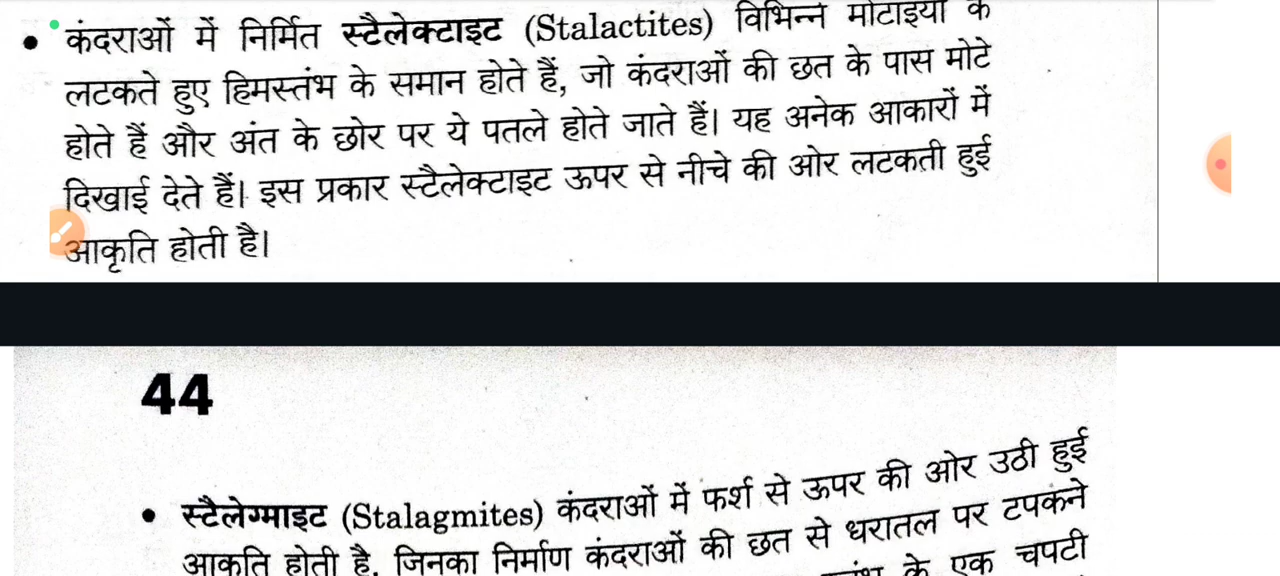 • कंदराओं में निर्मित स्टैलेक्टाइट (Stalactites) विभिन्न मोटाइयों के
लटकते हुए हिमस्तंभ के समान होते हैं, जो कंदराओं की छत के पास मोटे
होते हैं और अंत के छोर पर ये पतले होते जाते हैं। यह अनेक आकारों में
दिखाई देते हैं। इस प्रकार स्टैलेक्टाइट ऊपर से नीचे की ओर लटकती हुई
आकृति होती है।
44
• स्टैलेग्माइट (Stalagmites) कंदराओं में फर्श से ऊपर की ओर उठी हुई
आकृति होती है, जिनका निर्माण कंदराओं की छत से धरातल पर टपकने
के एक चपटी